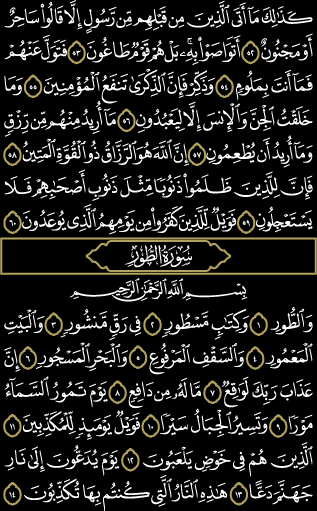 كَذَٰلِكَ مَآ أَتَى ٱلَّذِينَ مِن قَبْلِهِم مِّن رَّسُولٍ إِلَّا قَالُوا۟ سَاحِرٌ
أَوْ مَجْنُونٌ ٥٢ أَتَوَاصَوْا۟ بِهِۦ ۚ بَلْ هُمْ قَوْمٌ طَاغُونَ ٥٣ فَتَوَلَّ عَنْهُمْ
فَمَآ أَنتَ بِمَلُومٍ ٥٤ وَذَكِّرْ فَإِنَّ ٱلذِّكْرَىٰ تَنفَعُ ٱلْمُؤْمِنِينَ ٥٥ وَمَا
خَلَقْتُ ٱلْجِنَّ وَٱلْإِنسَ إِلَّا لِيَعْبُدُونِ ٥٦ مَآ أُرِيدُ مِنْهُم مِّن رِّزْقٍ
وَمَآ أُرِيدُ أَن يُطْعِمُونِ ٥٧ إِنَّ ٱللَّهَ هُوَ ٱلرَّزَّاقُ ذُو ٱلْقُوَّةِ ٱلْمَتِينُ ٥٨
فَإِنَّ لِلَّذِينَ ظَلَمُوا۟ ذَنُوبًا مِّثْلَ ذَنُوبِ أَصْحَٰبِهِمْ فَلَا
يَسْتَعْجِلُونِ ٥٩ فَوَيْلٌ لِّلَّذِينَ كَفَرُوا۟ مِن يَوْمِهِمُ ٱلَّذِى يُوعَدُونَ ٦٠
سُورَةُ الطُّورِ
بِسْمِ ٱللَّهِ ٱلرَّحْمَٰنِ ٱلرَّحِيمِ
وَٱلطُّورِ ١ وَكِتَٰبٍ مَّسْطُورٍ ٢ فِى رَقٍّ مَّنشُورٍ ٣ وَٱلْبَيْتِ
ٱلْمَعْمُورِ ٤ وَٱلسَّقْفِ ٱلْمَرْفُوعِ ٥ وَٱلْبَحْرِ ٱلْمَسْجُورِ ٦ إِنَّ
عَذَابَ رَبِّكَ لَوَٰقِعٌ ٧ مَّا لَهُۥ مِن دَافِعٍ ٨ يَوْمَ تَمُورُ ٱلسَّمَآءُ
مَوْرًا ٩ وَتَسِيرُ ٱلْجِبَالُ سَيْرًا ١٠ فَوَيْلٌ يَوْمَئِذٍ لِّلْمُكَذِّبِينَ ١١
ٱلَّذِينَ هُمْ فِى خَوْضٍ يَلْعَبُونَ ١٢ يَوْمَ يُدَعُّونَ إِلَىٰ نَارِ
جَهَنَّمَ دَعًّا ١٣ هَٰذِهِ ٱلنَّارُ ٱلَّتِى كُنتُم بِهَا تُكَذِّبُونَ ١٤